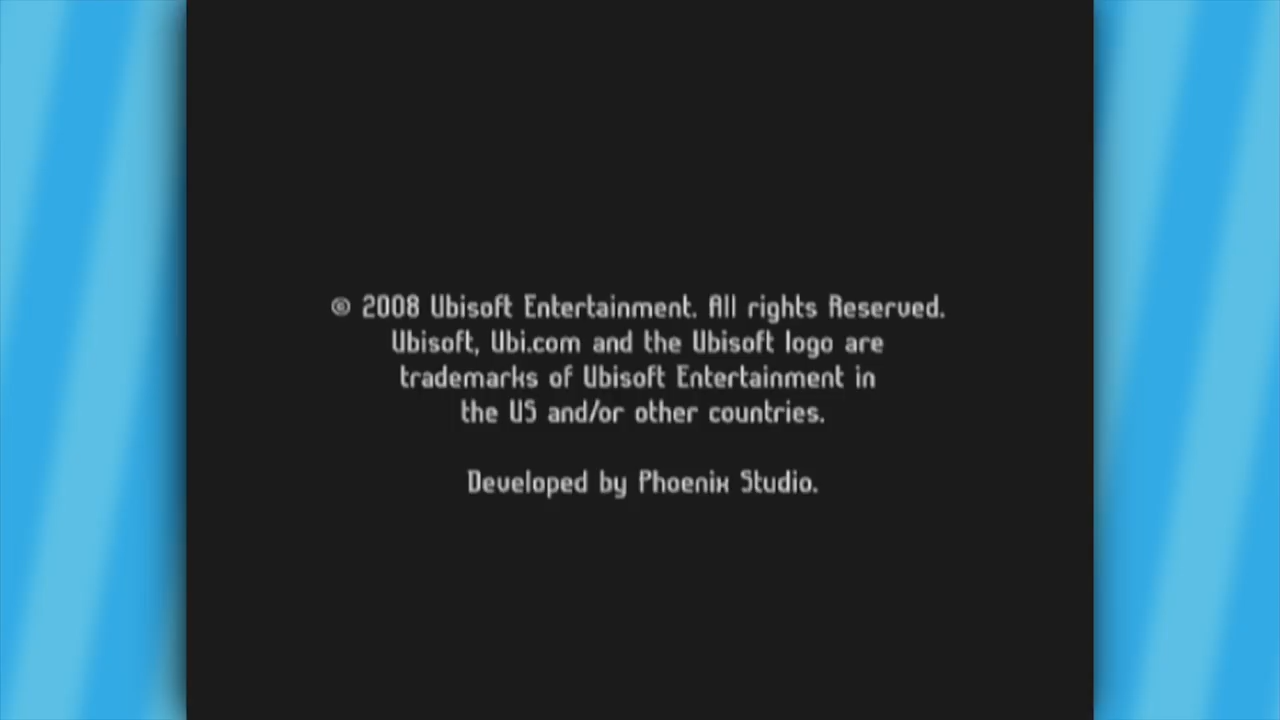 © 2008 Ubisoft Entertainment. All rights Reserved.
Ubisoft, Ubi.com and the Ubisoft logo are
trademarks of Ubisoft Entertainment in
the US and/or other countries.
Developed by Phoenix Studio.